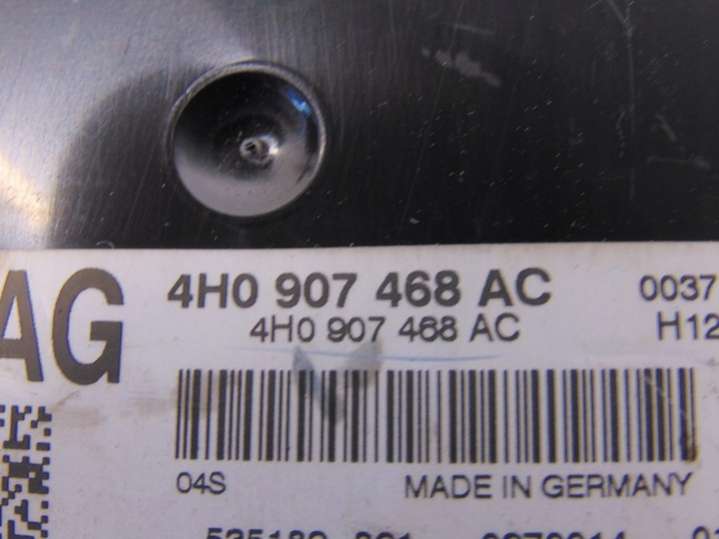 AG
4H0 907 468 AC 0037
4H0 907 468 AC H12
04S MADE IN GERMANY